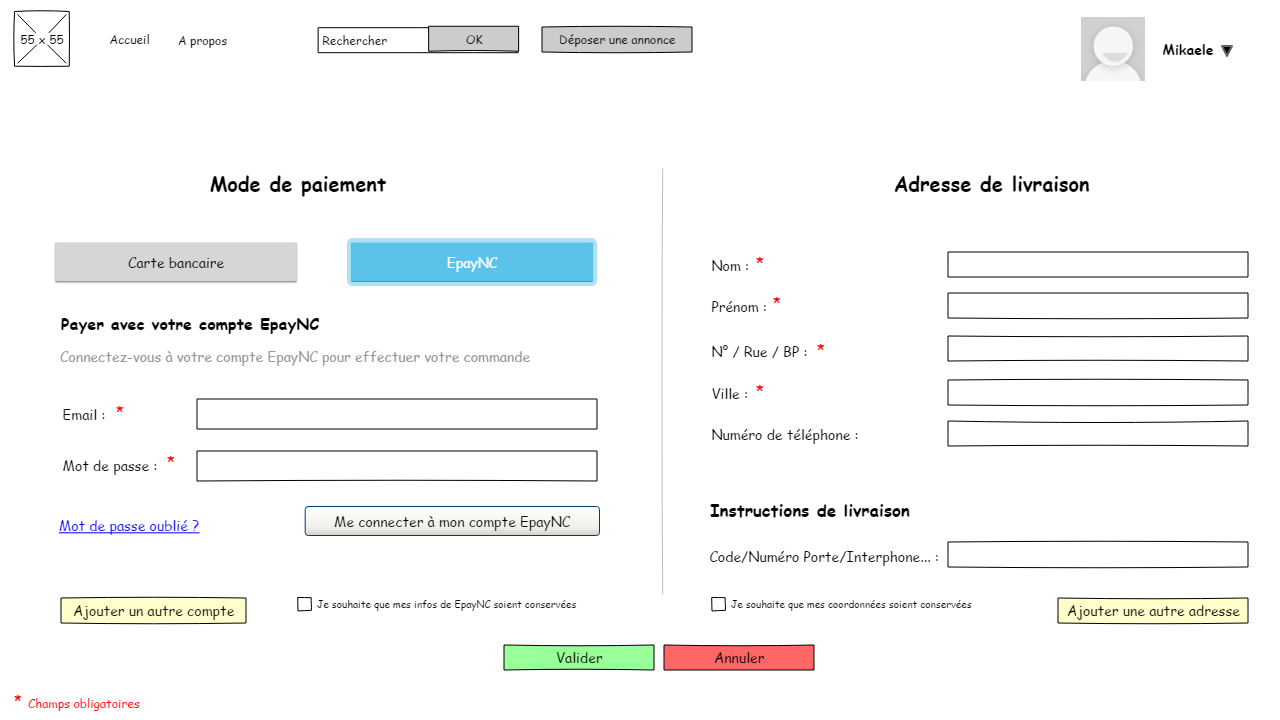 55 x 55
Accueil
A propos
Rechercher
OK
Déposer une annonce
Mikaele ▼
Mode de paiement
Carte bancaire
EpayNC
Payer avec votre compte EpayNC
Connectez-vous à votre compte EpayNC pour effectuer votre commande
Email : *
Mot de passe : *
Mot de passe oublié ?
Me connecter à mon compte EpayNC
Ajouter un autre compte
Je souhaite que mes infos de EpayNC soient conservées
Adresse de livraison
Nom : *
Prénom : *
N° / Rue / BP : *
Ville : *
Numéro de téléphone :
Instructions de livraison
Code/Numéro Porte/Interphone... :
Je souhaite que mes coordonnées soient conservées
Ajouter une autre adresse
Valider
Annuler
* Champs obligatoires